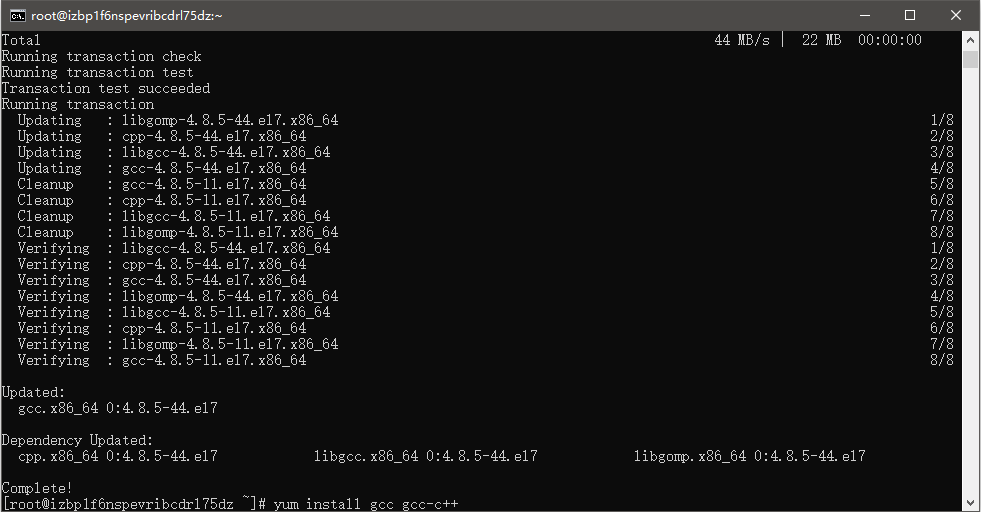 root@izbp1f6nspevribcdrl75dz:~
Total 44 MB/s | 22 MB 00:00:00
Running transaction check
Running transaction test
Transaction test succeeded
Running transaction
Updating : libgomp-4.8.5-44.el7.x86_64 1/8
Updating : cpp-4.8.5-44.el7.x86_64 2/8
Updating : libgcc-4.8.5-44.el7.x86_64 3/8
Updating : gcc-4.8.5-44.el7.x86_64 4/8
Cleanup : gcc-4.8.5-11.el7.x86_64 5/8
Cleanup : cpp-4.8.5-11.el7.x86_64 6/8
Cleanup : libgcc-4.8.5-11.el7.x86_64 7/8
Cleanup : libgomp-4.8.5-11.el7.x86_64 8/8
Verifying : libgcc-4.8.5-44.el7.x86_64 1/8
Verifying : cpp-4.8.5-44.el7.x86_64 2/8
Verifying : gcc-4.8.5-44.el7.x86_64 3/8
Verifying : libgomp-4.8.5-44.el7.x86_64 4/8
Verifying : libgcc-4.8.5-11.el7.x86_64 5/8
Verifying : cpp-4.8.5-11.el7.x86_64 6/8
Verifying : libgomp-4.8.5-11.el7.x86_64 7/8
Verifying : gcc-4.8.5-11.el7.x86_64 8/8
Updated:
gcc.x86_64 0:4.8.5-44.el7
Dependency Updated:
cpp.x86_64 0:4.8.5-44.el7 libgcc.x86_64 0:4.8.5-44.el7 libgomp.x86_64 0:4.8.5-44.el7
Complete!
[root@izbp1f6nspevribcdrl75dz ~]# yum install gcc gcc-c++